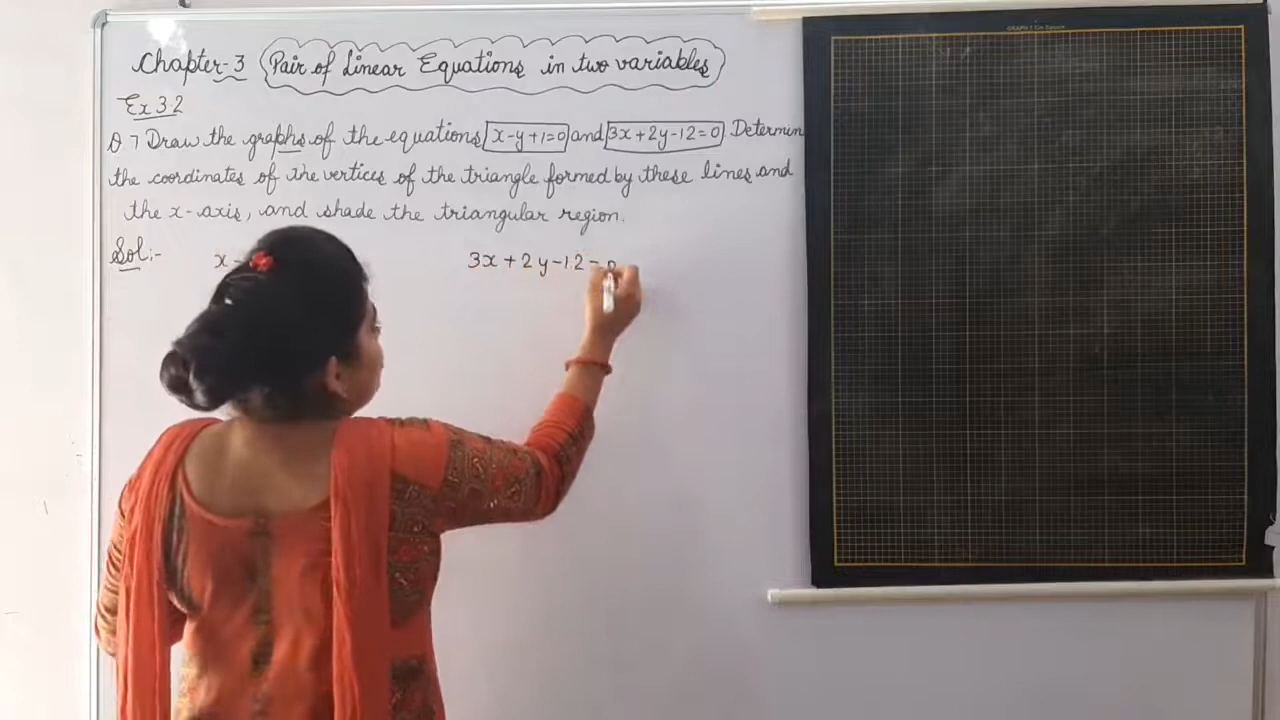 Chapter-3 Pair of Linear Equations in two variables
Ex 3.2
Q 7 Draw the graphs of the equations x-y+1=0 and 3x+2y-12=0. Determin
the coordinates of the vertices of the triangle formed by these lines and
the x-axis, and shade the triangular region.
Sol:- x - 3x+2y-12=0